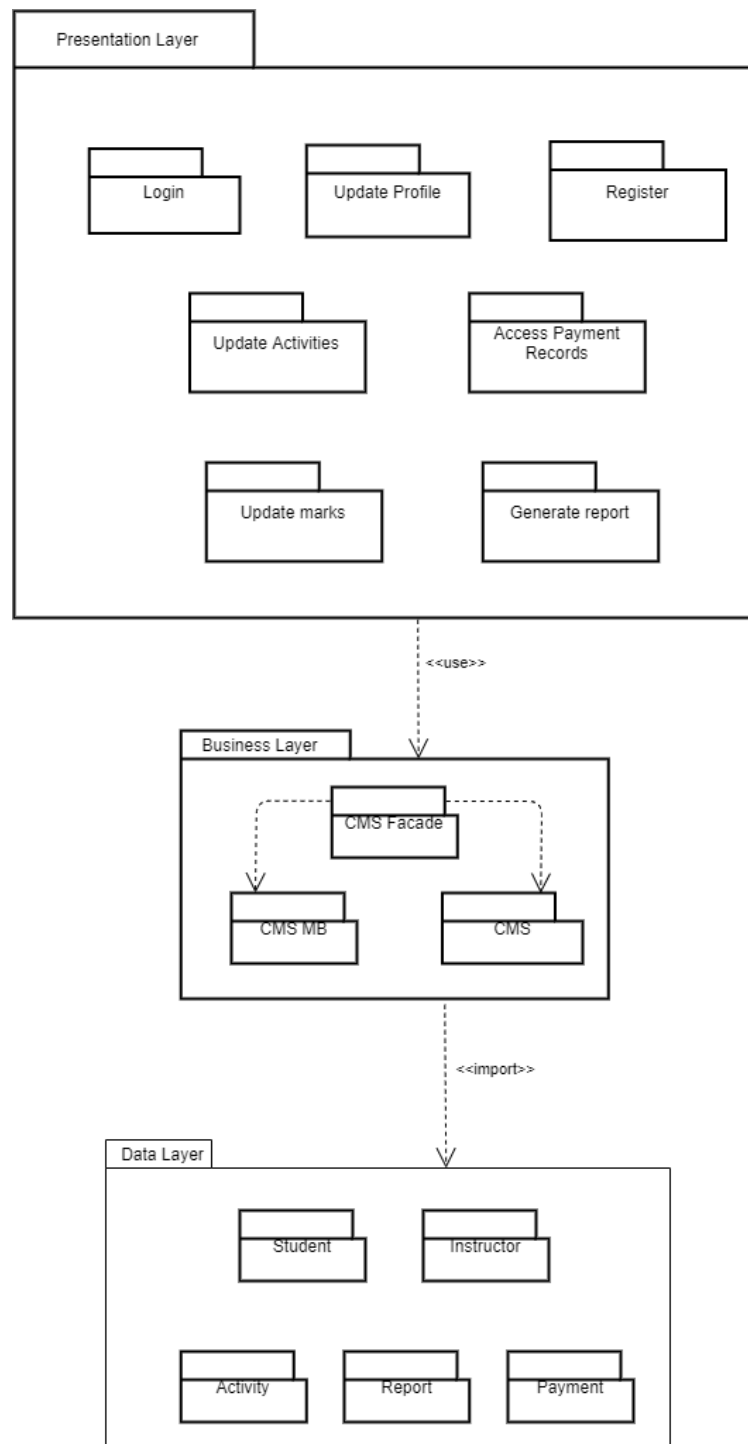 Presentation Layer
Login
Update Profile
Register
Update Activities
Access Payment
Records
Update marks
Generate report
<<use>>
Business Layer
CMS Facade
CMS MB
CMS
<<import>>
Data Layer
Student
Instructor
Activity
Report
Payment